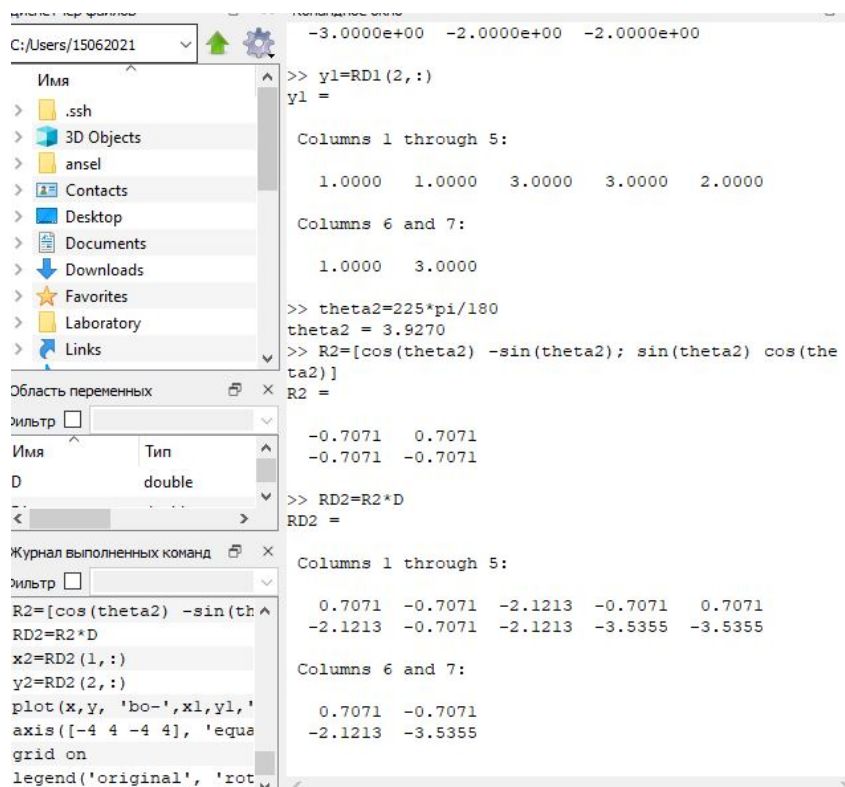 C:/Users/15062021
Имя
.ssh
3D Objects
ansel
Contacts
Desktop
Documents
Downloads
Favorites
Laboratory
Links
Область переменных
Имя Тип
D double
Журнал выполненных команд
R2=[cos(theta2) -sin(th
RD2=R2*D
x2=RD2(1,:)
y2=RD2(2,:)
plot(x,y, 'bo-',x1,y1,'
axis([-4 4 -4 4], 'equa
grid on
legend('original', 'rot
-3.0000e+00 -2.0000e+00 -2.0000e+00
>> y1=RD1(2,:)
y1 =
Columns 1 through 5:
1.0000 1.0000 3.0000 3.0000 2.0000
Columns 6 and 7:
1.0000 3.0000
>> theta2=225*pi/180
theta2 = 3.9270
>> R2=[cos(theta2) -sin(theta2); sin(theta2) cos(the
ta2)]
R2 =
-0.7071 0.7071
-0.7071 -0.7071
>> RD2=R2*D
RD2 =
Columns 1 through 5:
0.7071 -0.7071 -2.1213 -0.7071 0.7071
-2.1213 -0.7071 -2.1213 -3.5355 -3.5355
Columns 6 and 7:
0.7071 -0.7071
-2.1213 -3.5355